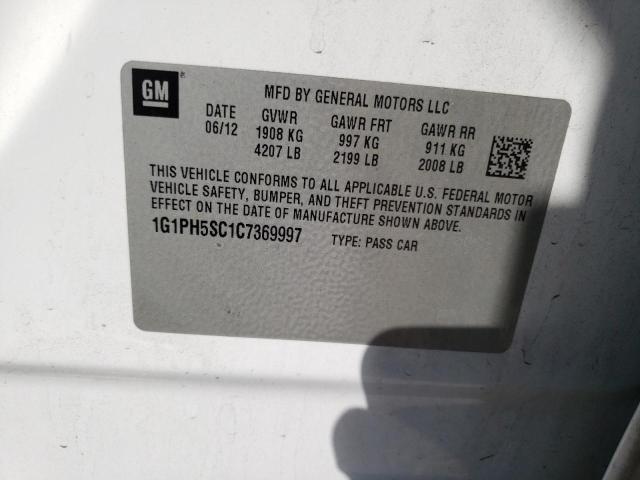 GM
MFD BY GENERAL MOTORS LLC
DATE GVWR GAWR FRT GAWR RR
06/12 1908 KG 997 KG 911 KG
4207 LB 2199 LB 2008 LB
THIS VEHICLE CONFORMS TO ALL APPLICABLE U.S. FEDERAL MOTOR
VEHICLE SAFETY, BUMPER, AND THEFT PREVENTION STANDARDS IN
EFFECT ON THE DATE OF MANUFACTURE SHOWN ABOVE.
1G1PH5SC1C7369997 TYPE: PASS CAR